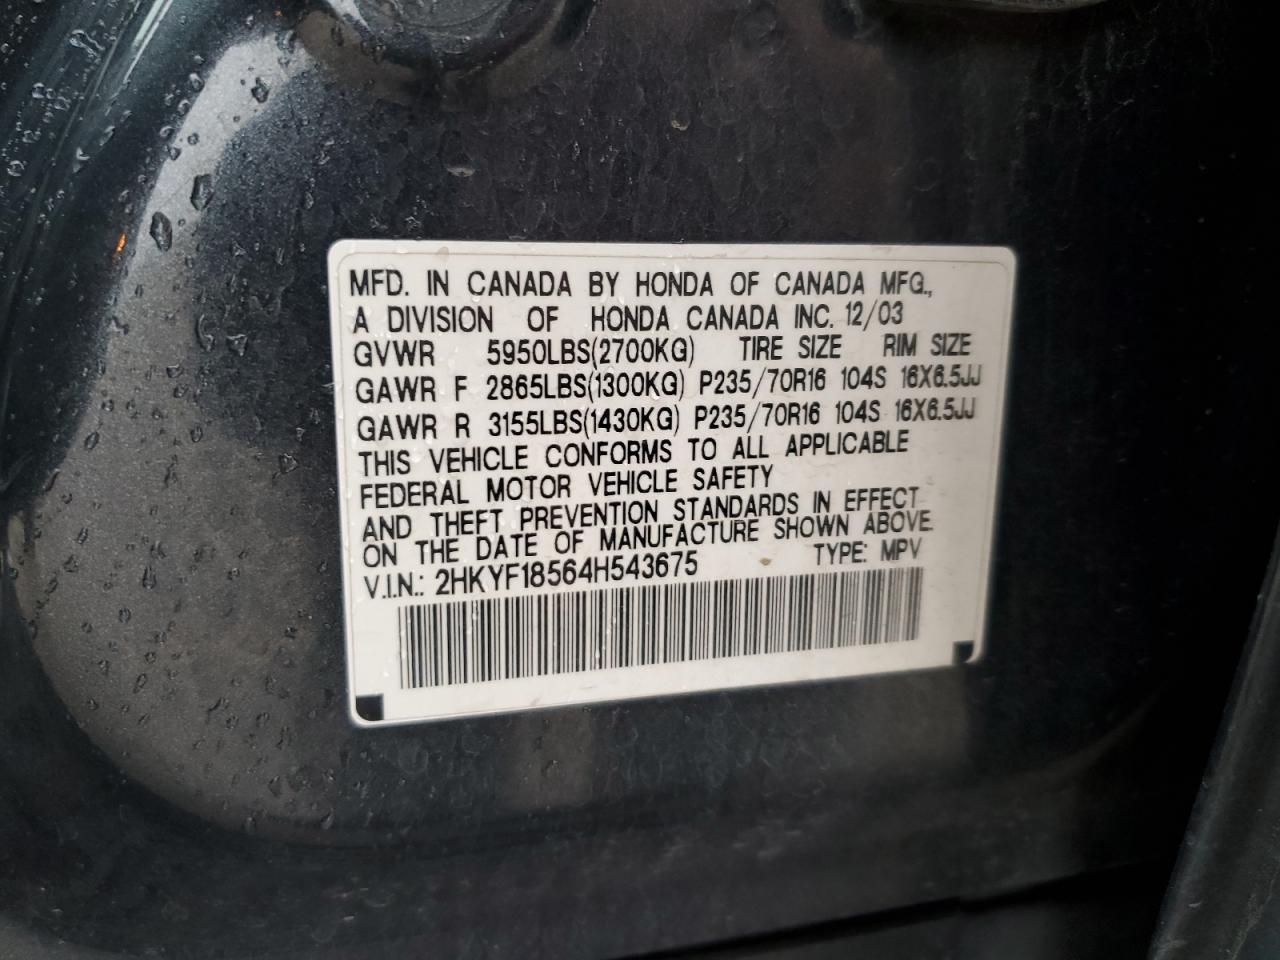 MFD. IN CANADA BY HONDA OF CANADA MFG.,
A DIVISION OF HONDA CANADA INC. 12/03
GVWR 5950LBS(2700KG) TIRE SIZE RIM SIZE
GAWR F 2865LBS(1300KG) P235/70R16 104S 16X6.5JJ
GAWR R 3155LBS(1430KG) P235/70R16 104S 16X6.5JJ
THIS VEHICLE CONFORMS TO ALL APPLICABLE
FEDERAL MOTOR VEHICLE SAFETY
AND THEFT PREVENTION STANDARDS IN EFFECT
ON THE DATE OF MANUFACTURE SHOWN ABOVE.
V.I.N.: 2HKYF18564H543675 TYPE: MPV